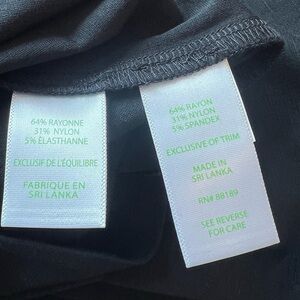 64% RAYONNE
31% NYLON
5% ÉLASTHANNE
EXCLUSIF DE L'ÉQUILIBRE
FABRIQUE EN
SRI LANKA
64% RAYON
31% NYLON
5% SPANDEX
EXCLUSIVE OF TRIM
MADE IN
SRI LANKA
RN# 88189
SEE REVERSE
FOR CARE